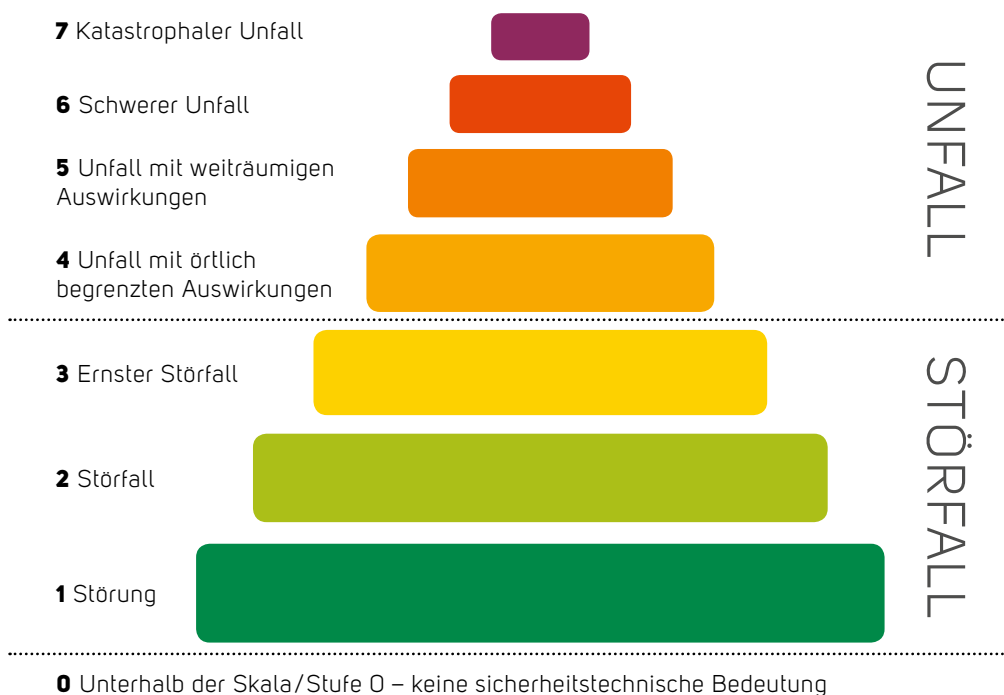 7 Katastrophaler Unfall
6 Schwerer Unfall
5 Unfall mit weiträumigen
Auswirkungen
4 Unfall mit örtlich
begrenzten Auswirkungen
UNFALL
3 Ernster Störfall
2 Störfall
1 Störung
STÖRFALL
0 Unterhalb der Skala/Stufe 0 – keine sicherheitstechnische Bedeutung